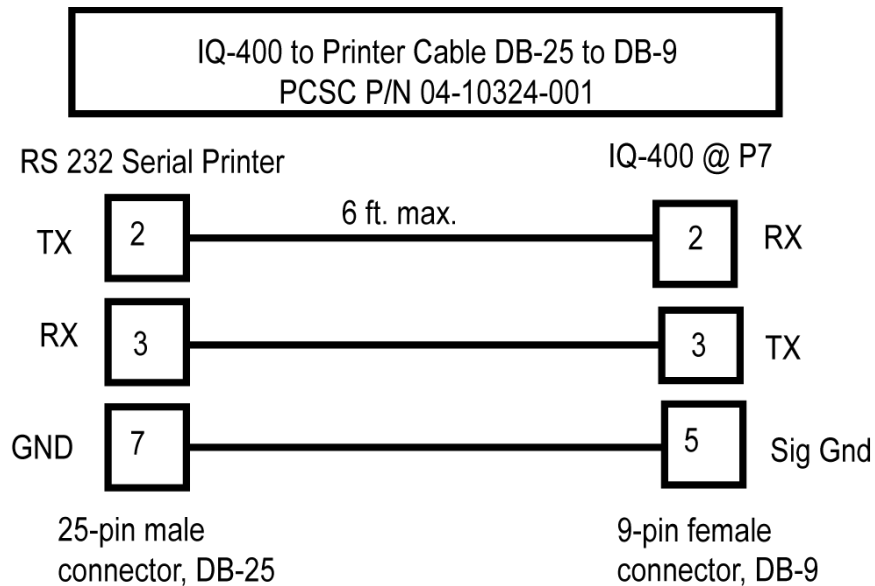 IQ-400 to Printer Cable DB-25 to DB-9
PCSC P/N 04-10324-001
RS 232 Serial Printer
IQ-400 @ P7
TX 2 6 ft. max. 2 RX
RX 3 3 TX
GND 7 5 Sig Gnd
25-pin male
connector, DB-25
9-pin female
connector, DB-9